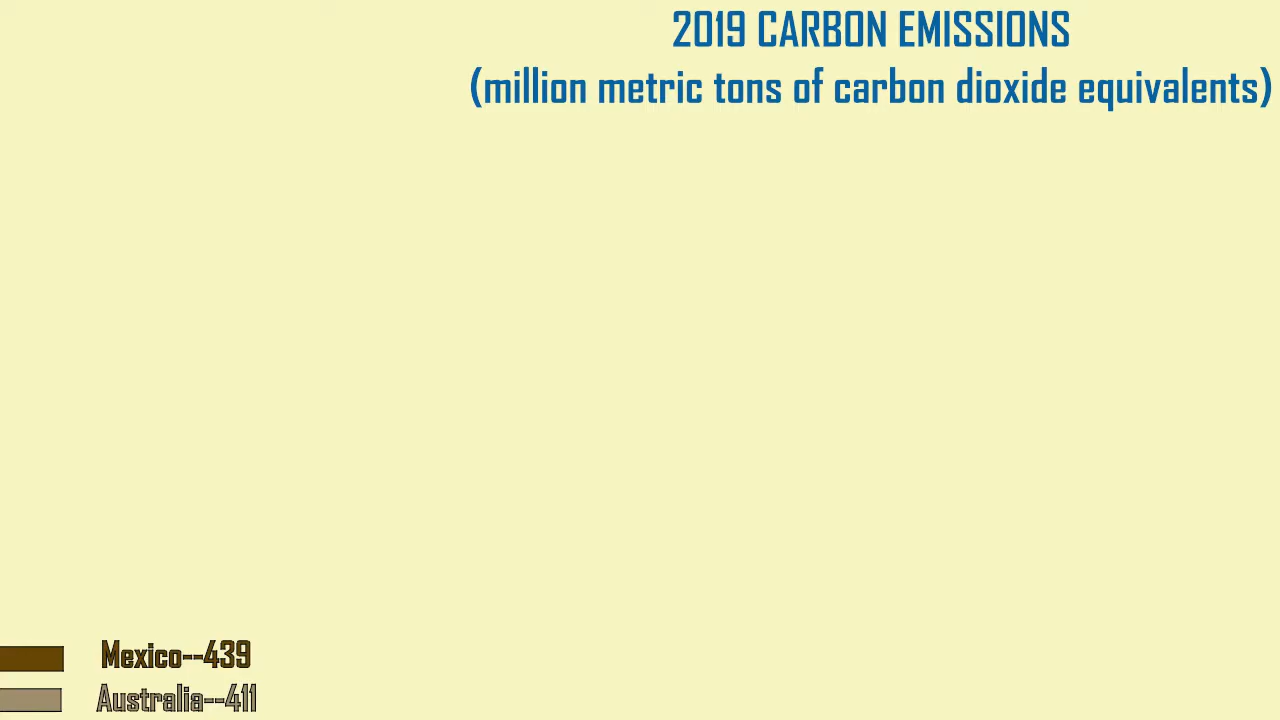 2019 CARBON EMISSIONS
(million metric tons of carbon dioxide equivalents)
Mexico--439
Australia--411